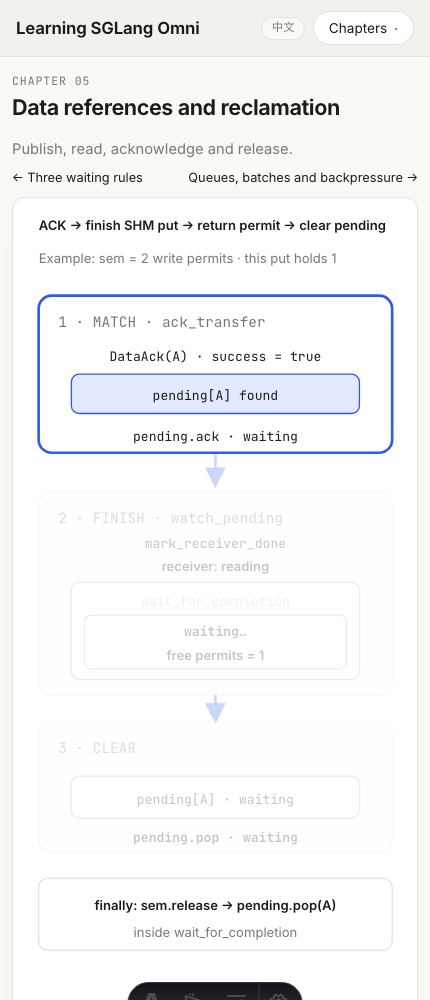 Learning SGLang Omni
中文
Chapters
CHAPTER 05
Data references and reclamation
Publish, read, acknowledge and release.
← Three waiting rules
Queues, batches and backpressure →
ACK → finish SHM put → return permit → clear pending
Example: sem = 2 write permits · this put holds 1
1 · MATCH · ack_transfer
DataAck(A) · success = true
pending[A] found
pending.ack · waiting
2 · FINISH · watch_pending
mark_receiver_done
receiver: reading
wait_for_completion
waiting…
free permits = 1
3 · CLEAR
pending[A] · waiting
pending.pop · waiting
finally: sem.release → pending.pop(A)
inside wait_for_completion